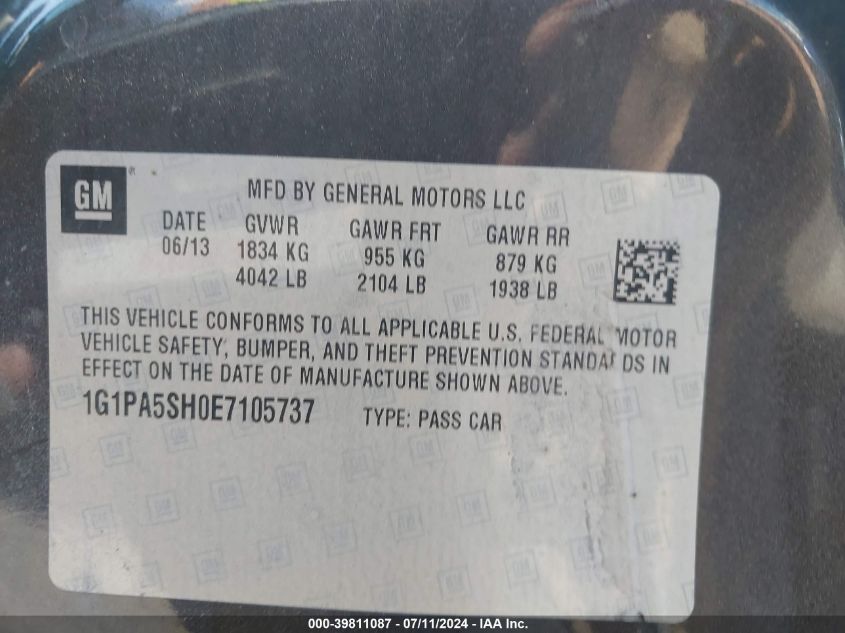 GM
MFD BY GENERAL MOTORS LLC
DATE GVWR GAWR FRT GAWR RR
06/13 1834 KG 955 KG 879 KG
4042 LB 2104 LB 1938 LB
THIS VEHICLE CONFORMS TO ALL APPLICABLE U.S. FEDERAL MOTOR
VEHICLE SAFETY, BUMPER, AND THEFT PREVENTION STANDARDS IN
EFFECT ON THE DATE OF MANUFACTURE SHOWN ABOVE.
1G1PA5SH0E7105737 TYPE: PASS CAR
000-39811087 - 07/11/2024 - IAA Inc.